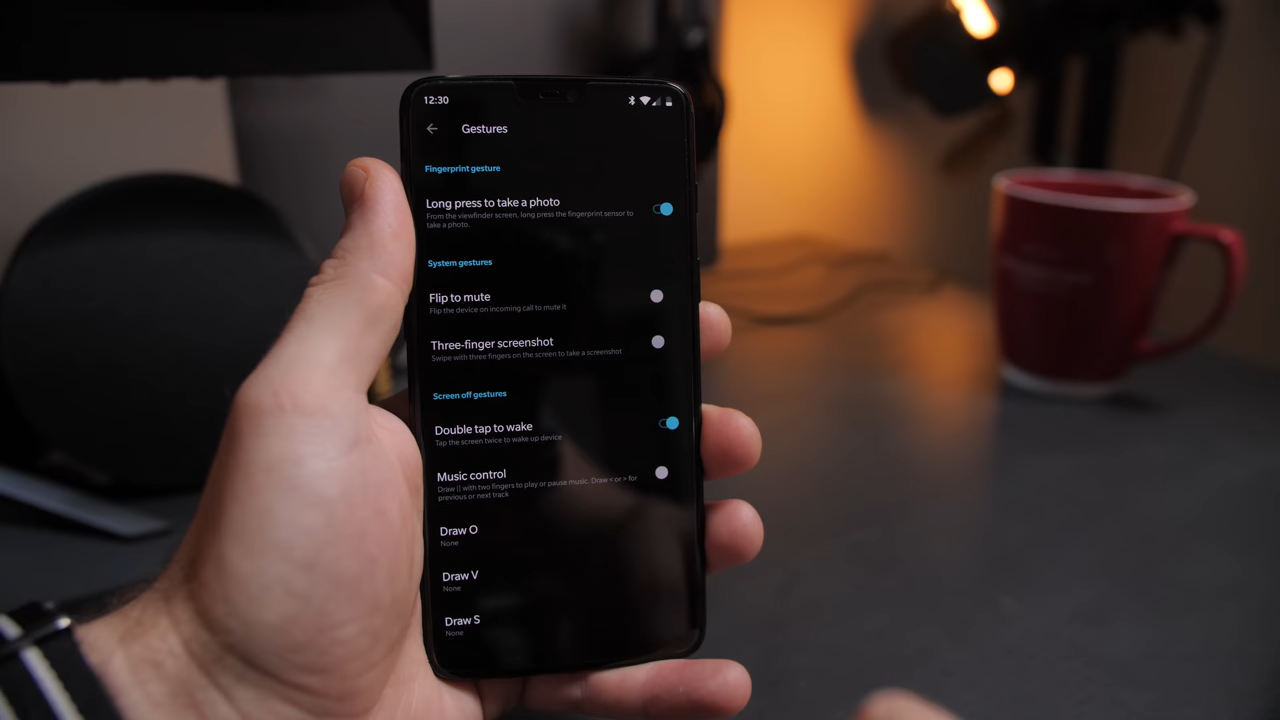 12:30
Gestures
Fingerprint gesture
Long press to take a photo
From the viewfinder screen, long press the fingerprint sensor to
take a photo.
System gestures
Flip to mute
Flip the device on incoming call to mute it
Three-finger screenshot
Swipe with three fingers on the screen to take a screenshot
Screen off gestures
Double tap to wake
Tap the screen twice to wake up device
Music control
Draw || with two fingers to play or pause music. Draw < or > for
previous or next track
Draw O
None
Draw V
None
Draw S
None